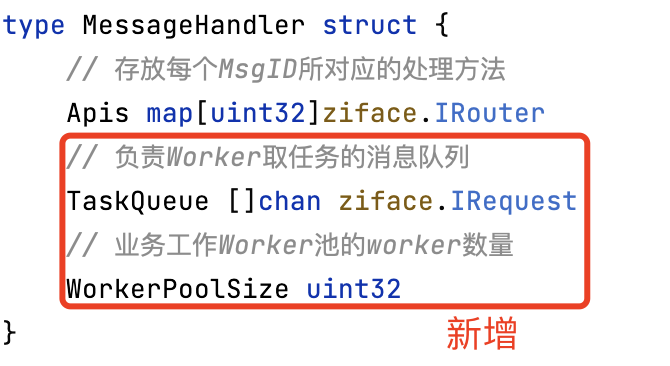 type MessageHandler struct {
// 存放每个MsgID所对应的处理方法
Apis map[uint32]ziface.IRouter
// 负责Worker取任务的消息队列
TaskQueue []chan ziface.IRequest
// 业务工作Worker池的worker数量
WorkerPoolSize uint32
}
新增